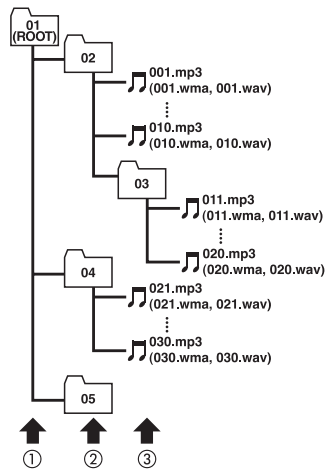 01
(ROOT)
02
001.mp3
(001.wma, 001.wav)
010.mp3
(010.wma, 010.wav)
03
011.mp3
(011.wma, 011.wav)
020.mp3
(020.wma, 020.wav)
04
021.mp3
(021.wma, 021.wav)
030.mp3
(030.wma, 030.wav)
05
① ② ③